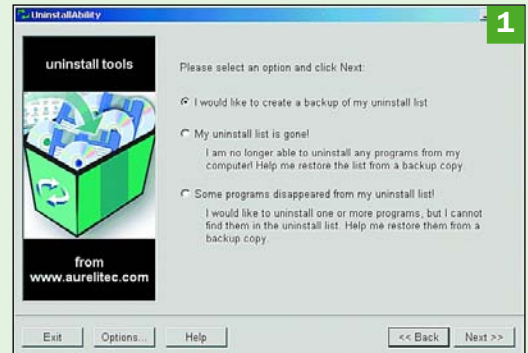 UninstallAbility
1
uninstall tools
from
www.aurelitec.com
Please select an option and click Next:
I would like to create a backup of my uninstall list
My uninstall list is gone!
I am no longer able to uninstall any programs from my
computer! Help me restore the list from a backup copy.
Some programs disappeared from my uninstall list!
I would like to uninstall one or more programs, but I cannot
find them in the uninstall list. Help me restore them from a
backup copy.
Exit
Options...
Help
<< Back
Next >>